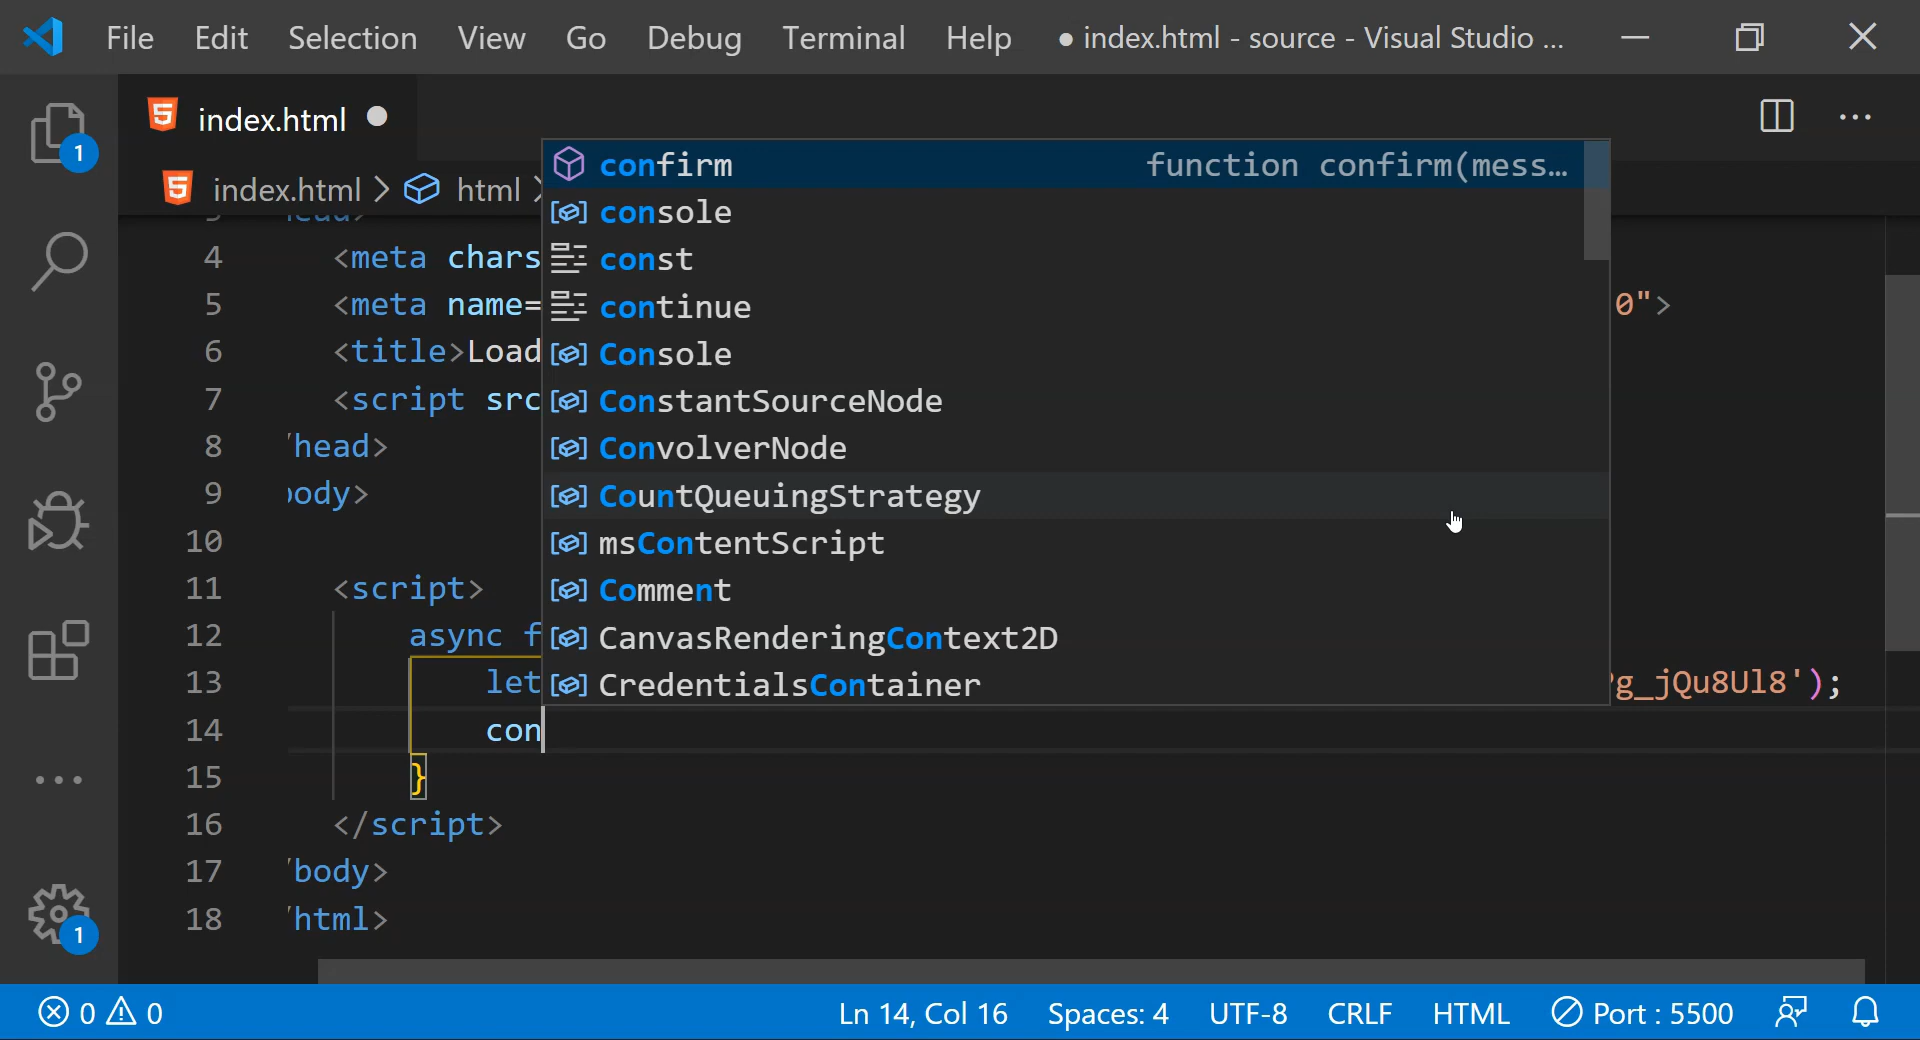 File Edit Selection View Go Debug Terminal Help ● index.html - source - Visual Studio ...
1
index.html ●
index.html > html >
4 <meta chars
5 <meta name= 0">
6 <title>Load
7 <script src
8 /head>
9 body>
10
11 <script>
12 async f
13 let g_jQu8Ul8');
14 con
15 }
16 </script>
17 /body>
18 /html>
confirm function confirm(mess…
console
const
continue
Console
ConstantSourceNode
ConvolverNode
CountQueuingStrategy
msContentScript
Comment
CanvasRenderingContext2D
CredentialsContainer
1
0 0 Ln 14, Col 16 Spaces: 4 UTF-8 CRLF HTML Port : 5500